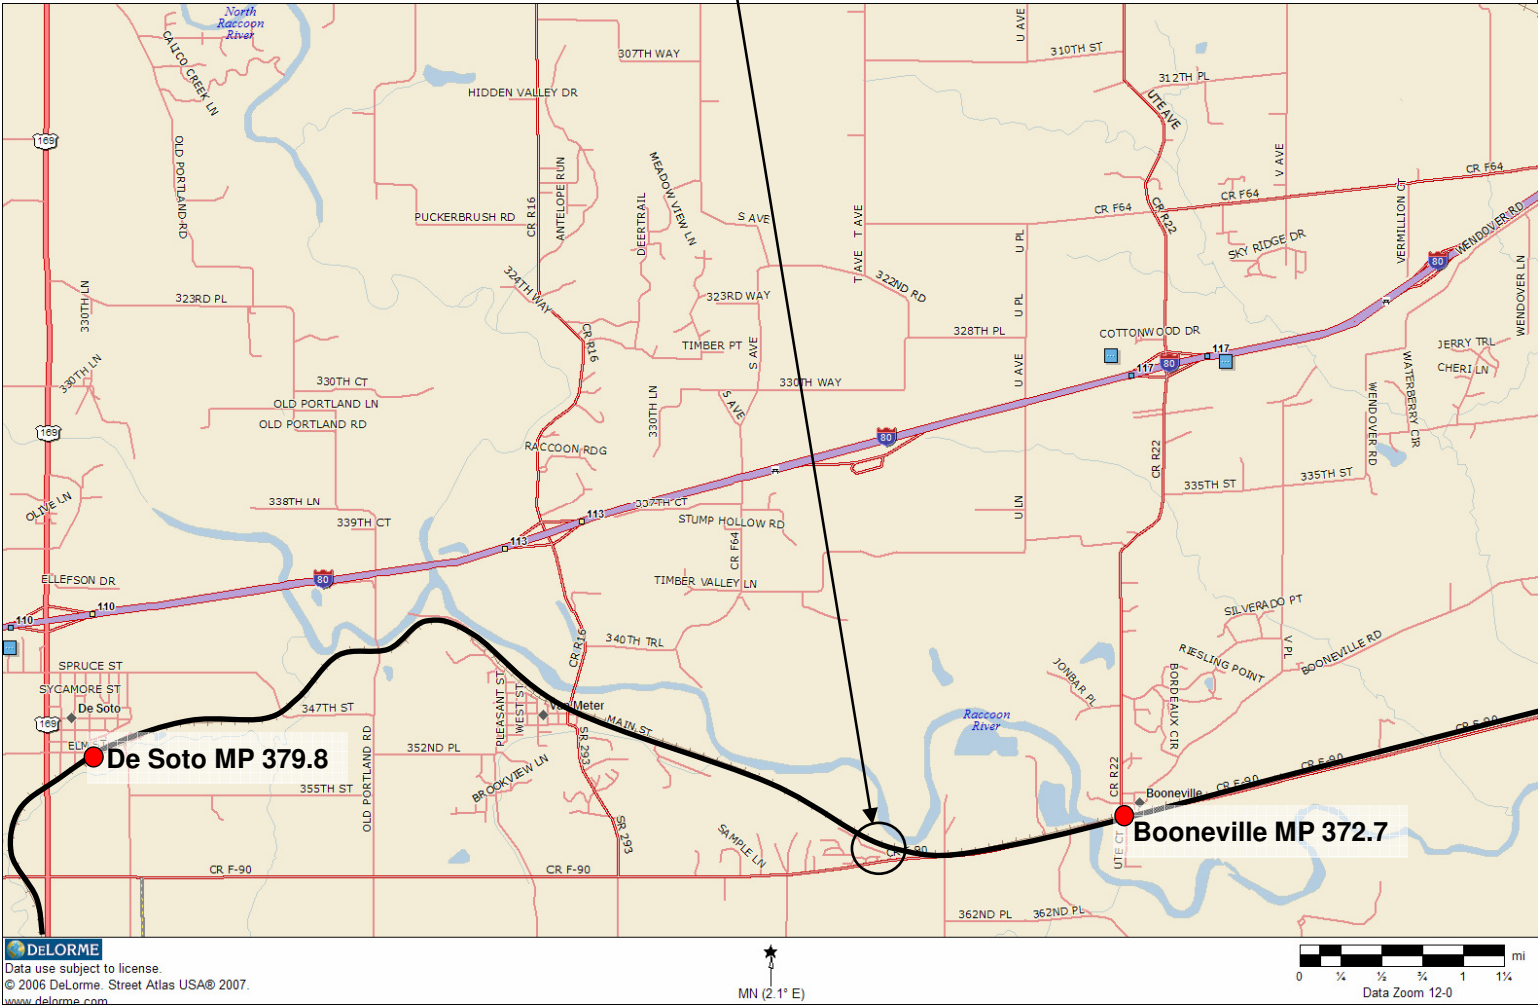 North
Raccoon
River
CALICO CREEK LN
307TH WAY
U AVE
310TH ST
312TH PL
HIDDEN VALLEY DR
UTE AVE
169
OLD PORTLAND RD
V AVE
CR F64
CR F64
CR F64
ANTELOPE RUN
MEADOW VIEW LN
DEERTRAIL
CR R16
PUCKERBRUSH RD
S AVE
T AVE
T AVE
U PL
CR R22
VERMILLION CT
WENDOVER RD
SKY RIDGE DR
80
324TH WAY
322ND RD
330TH LN
323RD PL
323RD WAY
U PL
WENDOVER LN
CR R16
TIMBER PT
S AVE
328TH PL
COTTONWOOD DR
117
JERRY TRL
CHERI LN
330TH LN
330TH CT
330TH WAY
U AVE
117
80
OLD PORTLAND LN
OLD PORTLAND RD
330TH LN
S AVE
WENDOVER RD
WATERBERRY CIR
169
80
RACCOON RDG
CR R22
335TH ST
335TH ST
OLIVE LN
338TH LN
339TH CT
113
113
337TH CT
STUMP HOLLOW RD
U LN
CR F64
ELLEFSON DR
80
TIMBER VALLEY LN
110
110
SILVERADO PT
340TH TRL
CR R16
V PL
BOONEVILLE RD
SPRUCE ST
SYCAMORE ST
De Soto
169
347TH ST
PLEASANT ST
WEST ST
Van Meter
MAIN ST
JONBAR PL
RIESLING POINT
BORDEAUX CIR
Raccoon
River
CR F-90
De Soto MP 379.8
OLD PORTLAND RD
352ND PL
SR 293
BROOKVIEW LN
355TH ST
CR R22
CR F-90
CR F-90
Booneville
Booneville MP 372.7
SR 293
SAMPLE LN
UTE CT
CR F-90
CR F-90
362ND PL
362ND PL
DELORME
Data use subject to license.
© 2006 DeLorme. Street Atlas USA® 2007.
www.delorme.com
MN (2.1° E)
mi
0 ¼ ½ ¾ 1 1¼
Data Zoom 12-0